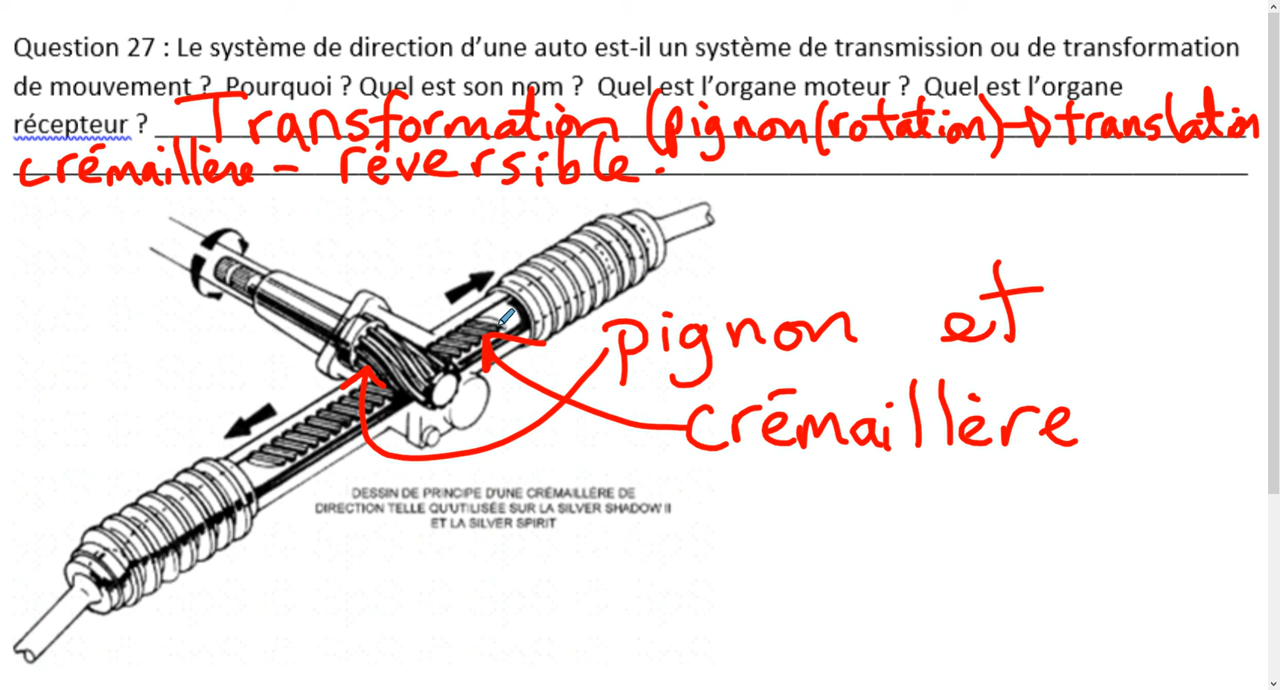 Question 27 : Le système de direction d’une auto est-il un système de transmission ou de transformation
de mouvement ? Pourquoi ? Quel est son nom ? Quel est l’organe moteur ? Quel est l’organe
récepteur ? Transformation (pignon(rotation)→translation
crémaillère - réversible.
pignon et
crémaillère
DESSIN DE PRINCIPE D'UNE CRÉMAILLÈRE DE
DIRECTION TELLE QU'UTILISÉE SUR LA SILVER SHADOW II
ET LA SILVER SPIRIT